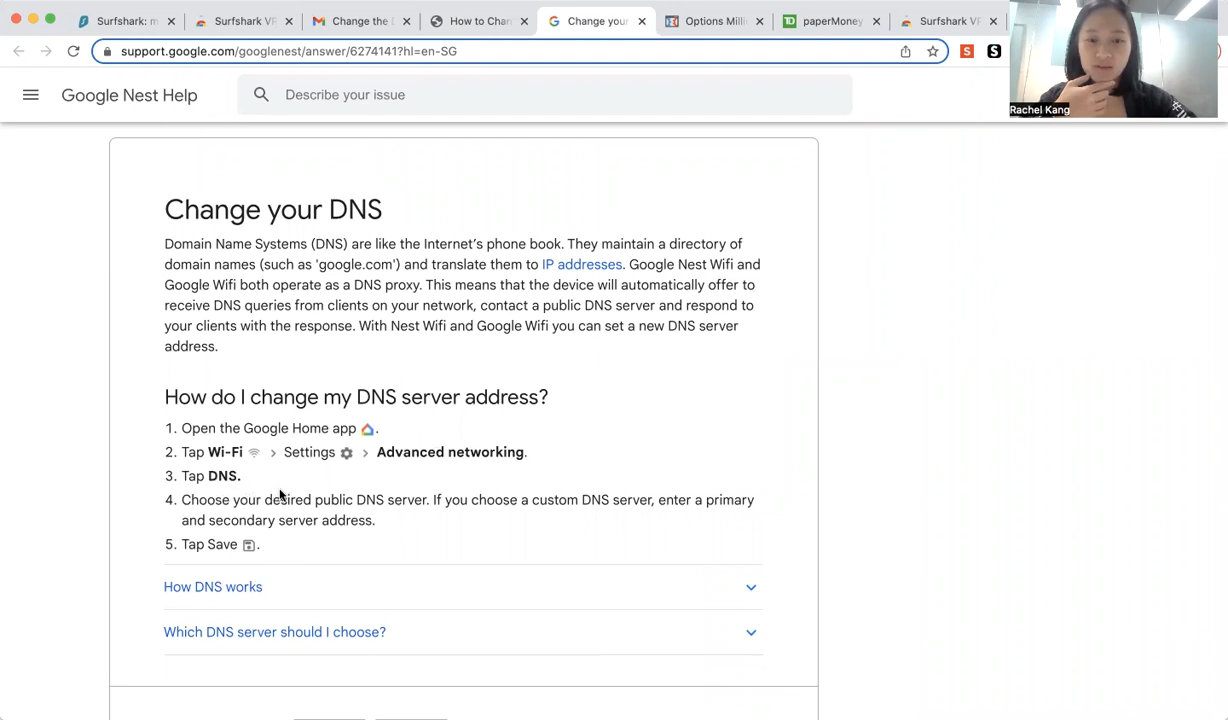 Surfshark: m
Surfshark VP
Change the D
How to Chan
Change your
Options Milli
paperMoney
Surfshark VP
support.google.com/googlenest/answer/6274141?hl=en-SG
Google Nest Help
Describe your issue
Rachel Kang
Change your DNS
Domain Name Systems (DNS) are like the Internet's phone book. They maintain a directory of
domain names (such as 'google.com') and translate them to IP addresses. Google Nest Wifi and
Google Wifi both operate as a DNS proxy. This means that the device will automatically offer to
receive DNS queries from clients on your network, contact a public DNS server and respond to
your clients with the response. With Nest Wifi and Google Wifi you can set a new DNS server
address.
How do I change my DNS server address?
1. Open the Google Home app.
2. Tap Wi-Fi > Settings > Advanced networking.
3. Tap DNS.
4. Choose your desired public DNS server. If you choose a custom DNS server, enter a primary
and secondary server address.
5. Tap Save.
How DNS works
Which DNS server should I choose?